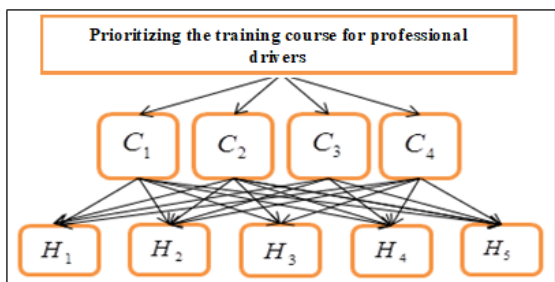 Prioritizing the training course for professional
drivers
C₁ C₂ C₃ C₄
H₁ H₂ H₃ H₄ H₅